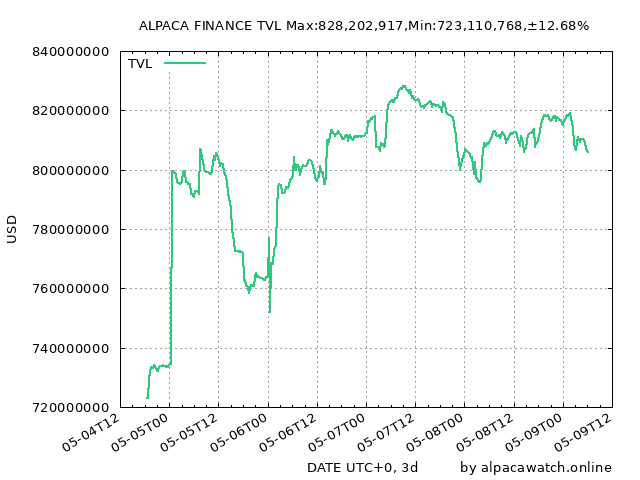 ALPACA FINANCE TVL Max:828,202,917,Min:723,110,768,±12.68%
840000000
TVL
820000000
800000000
780000000
USD
760000000
740000000
720000000
05-04T12
05-05T00
05-05T12
05-06T00
05-06T12
05-07T00
05-07T12
05-08T00
05-08T12
05-09T00
05-09T12
DATE UTC+0, 3d
by alpacawatch.online